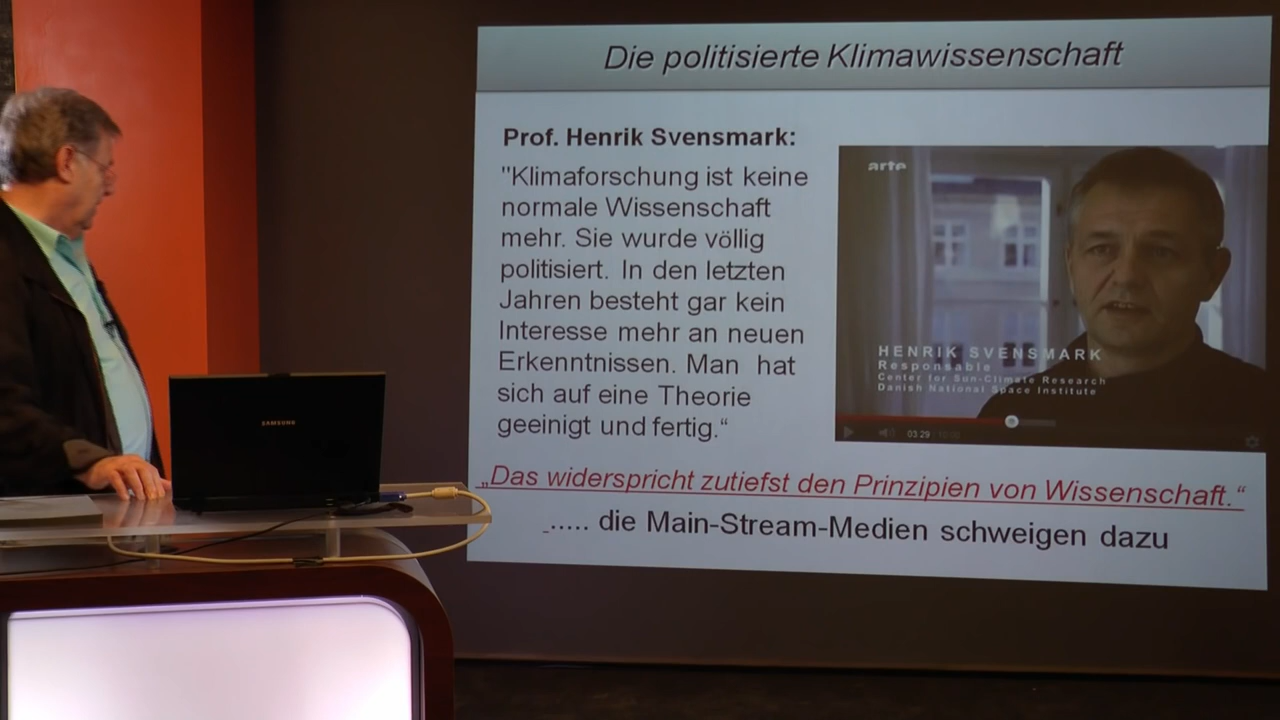 Die politisierte Klimawissenschaft
Prof. Henrik Svensmark:
"Klimaforschung ist keine
normale Wissenschaft
mehr. Sie wurde völlig
politisiert. In den letzten
Jahren besteht gar kein
Interesse mehr an neuen
Erkenntnissen. Man hat
sich auf eine Theorie
geeinigt und fertig.“
arte
HENRIK SVENSMARK
Responsable
Center for Sun-Climate Research
Danish National Space Institute
03:29
„Das widerspricht zutiefst den Prinzipien von Wissenschaft.“
..... die Main-Stream-Medien schweigen dazu
SAMSUNG